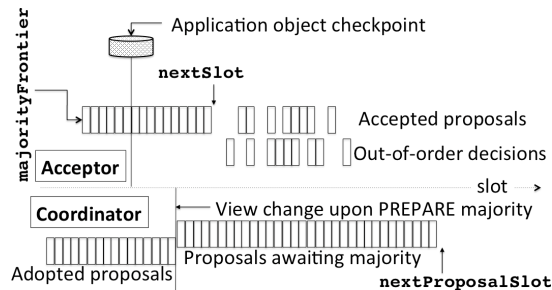 Application object checkpoint
majorityFrontier
nextSlot
Accepted proposals
Out-of-order decisions
Acceptor
slot
Coordinator
View change upon PREPARE majority
Proposals awaiting majority
Adopted proposals
nextProposalSlot